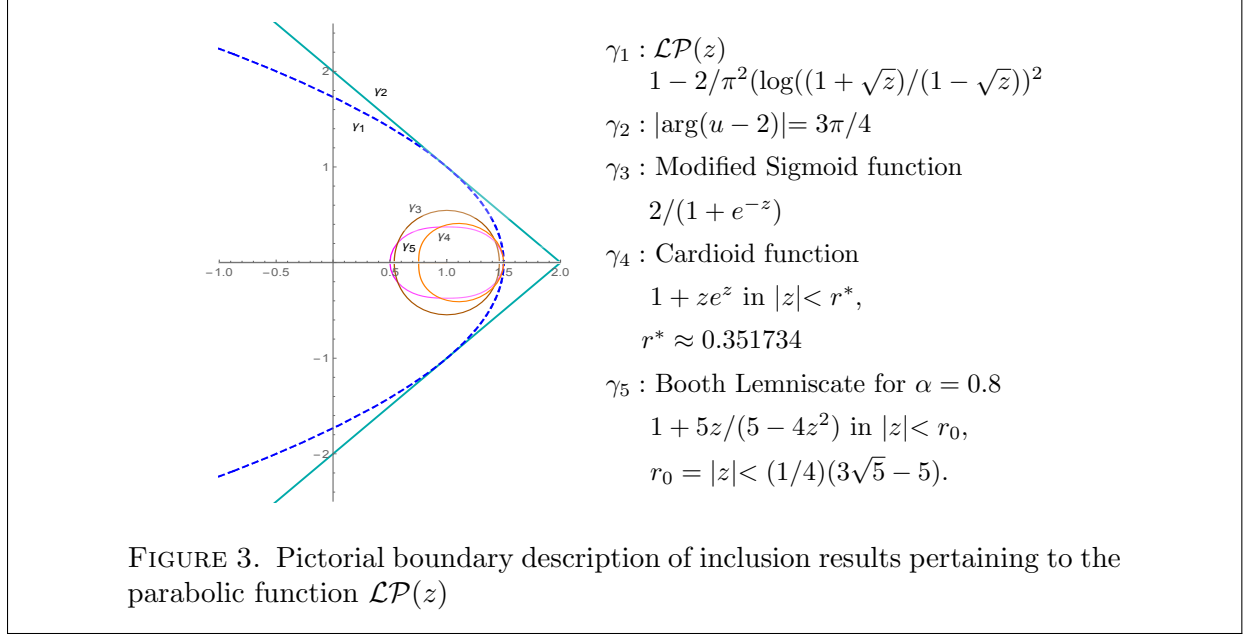 2
γ2
γ1
1
γ3
γ4
γ5
−1.0
−0.5
0.5
1.0
1.5
2.0
−1
−2
γ1 : 𝓛𝓟(z)
1 − 2/π²(log((1 + √z)/(1 − √z))²
γ2 : |arg(u − 2)|= 3π/4
γ3 : Modified Sigmoid function
2/(1 + e⁻ᶻ)
γ4 : Cardioid function
1 + zeᶻ in |z|< r*,
r* ≈ 0.351734
γ5 : Booth Lemniscate for α = 0.8
1 + 5z/(5 − 4z²) in |z|< r₀,
r₀ = |z|< (1/4)(3√5 − 5).
FIGURE 3. Pictorial boundary description of inclusion results pertaining to the
parabolic function 𝓛𝓟(z)